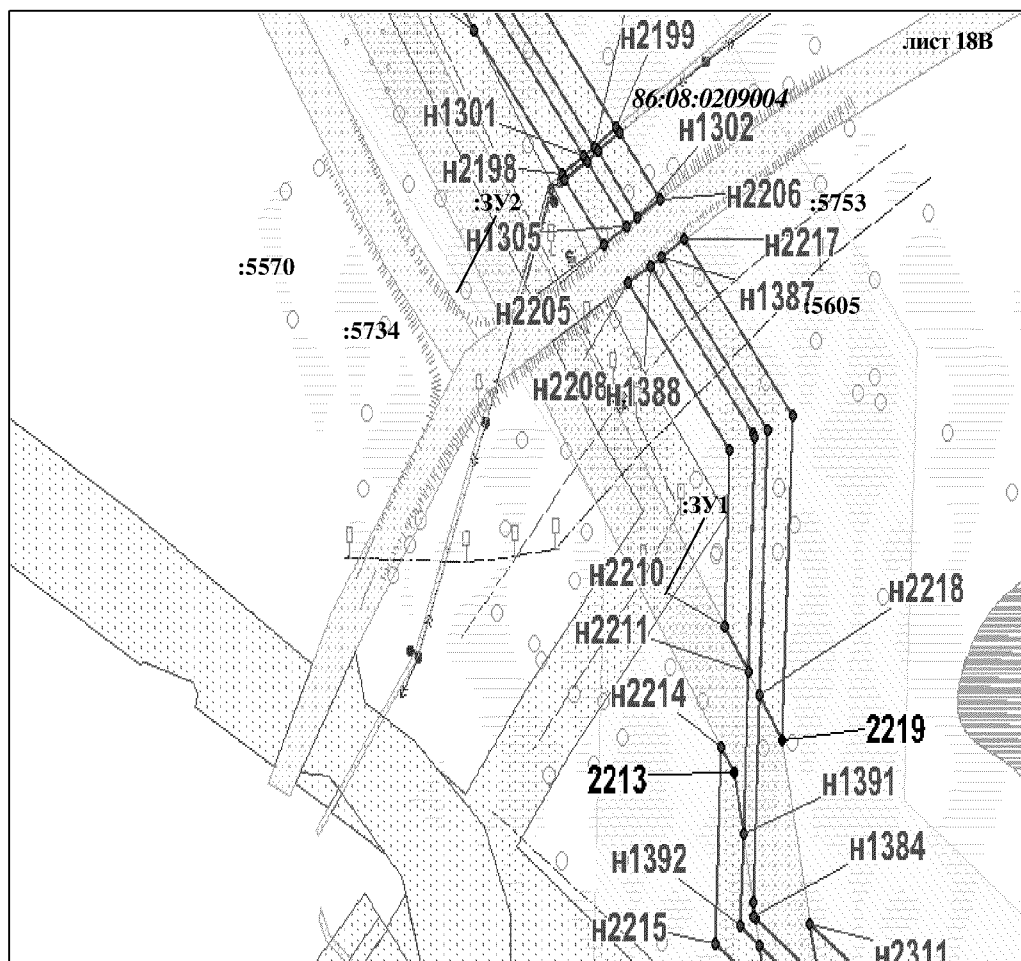 н2199
лист 18В
86:08:0209004
н1301
н1302
н2198
:ЗУ2
н2206
:5753
н1305
н2217
:5570
н1387
:5605
н2205
:5734
н2208
н1388
:ЗУ1
н2210
н2218
н2211
н2214
2219
2213
н1391
н1384
н1392
н2215
н2311